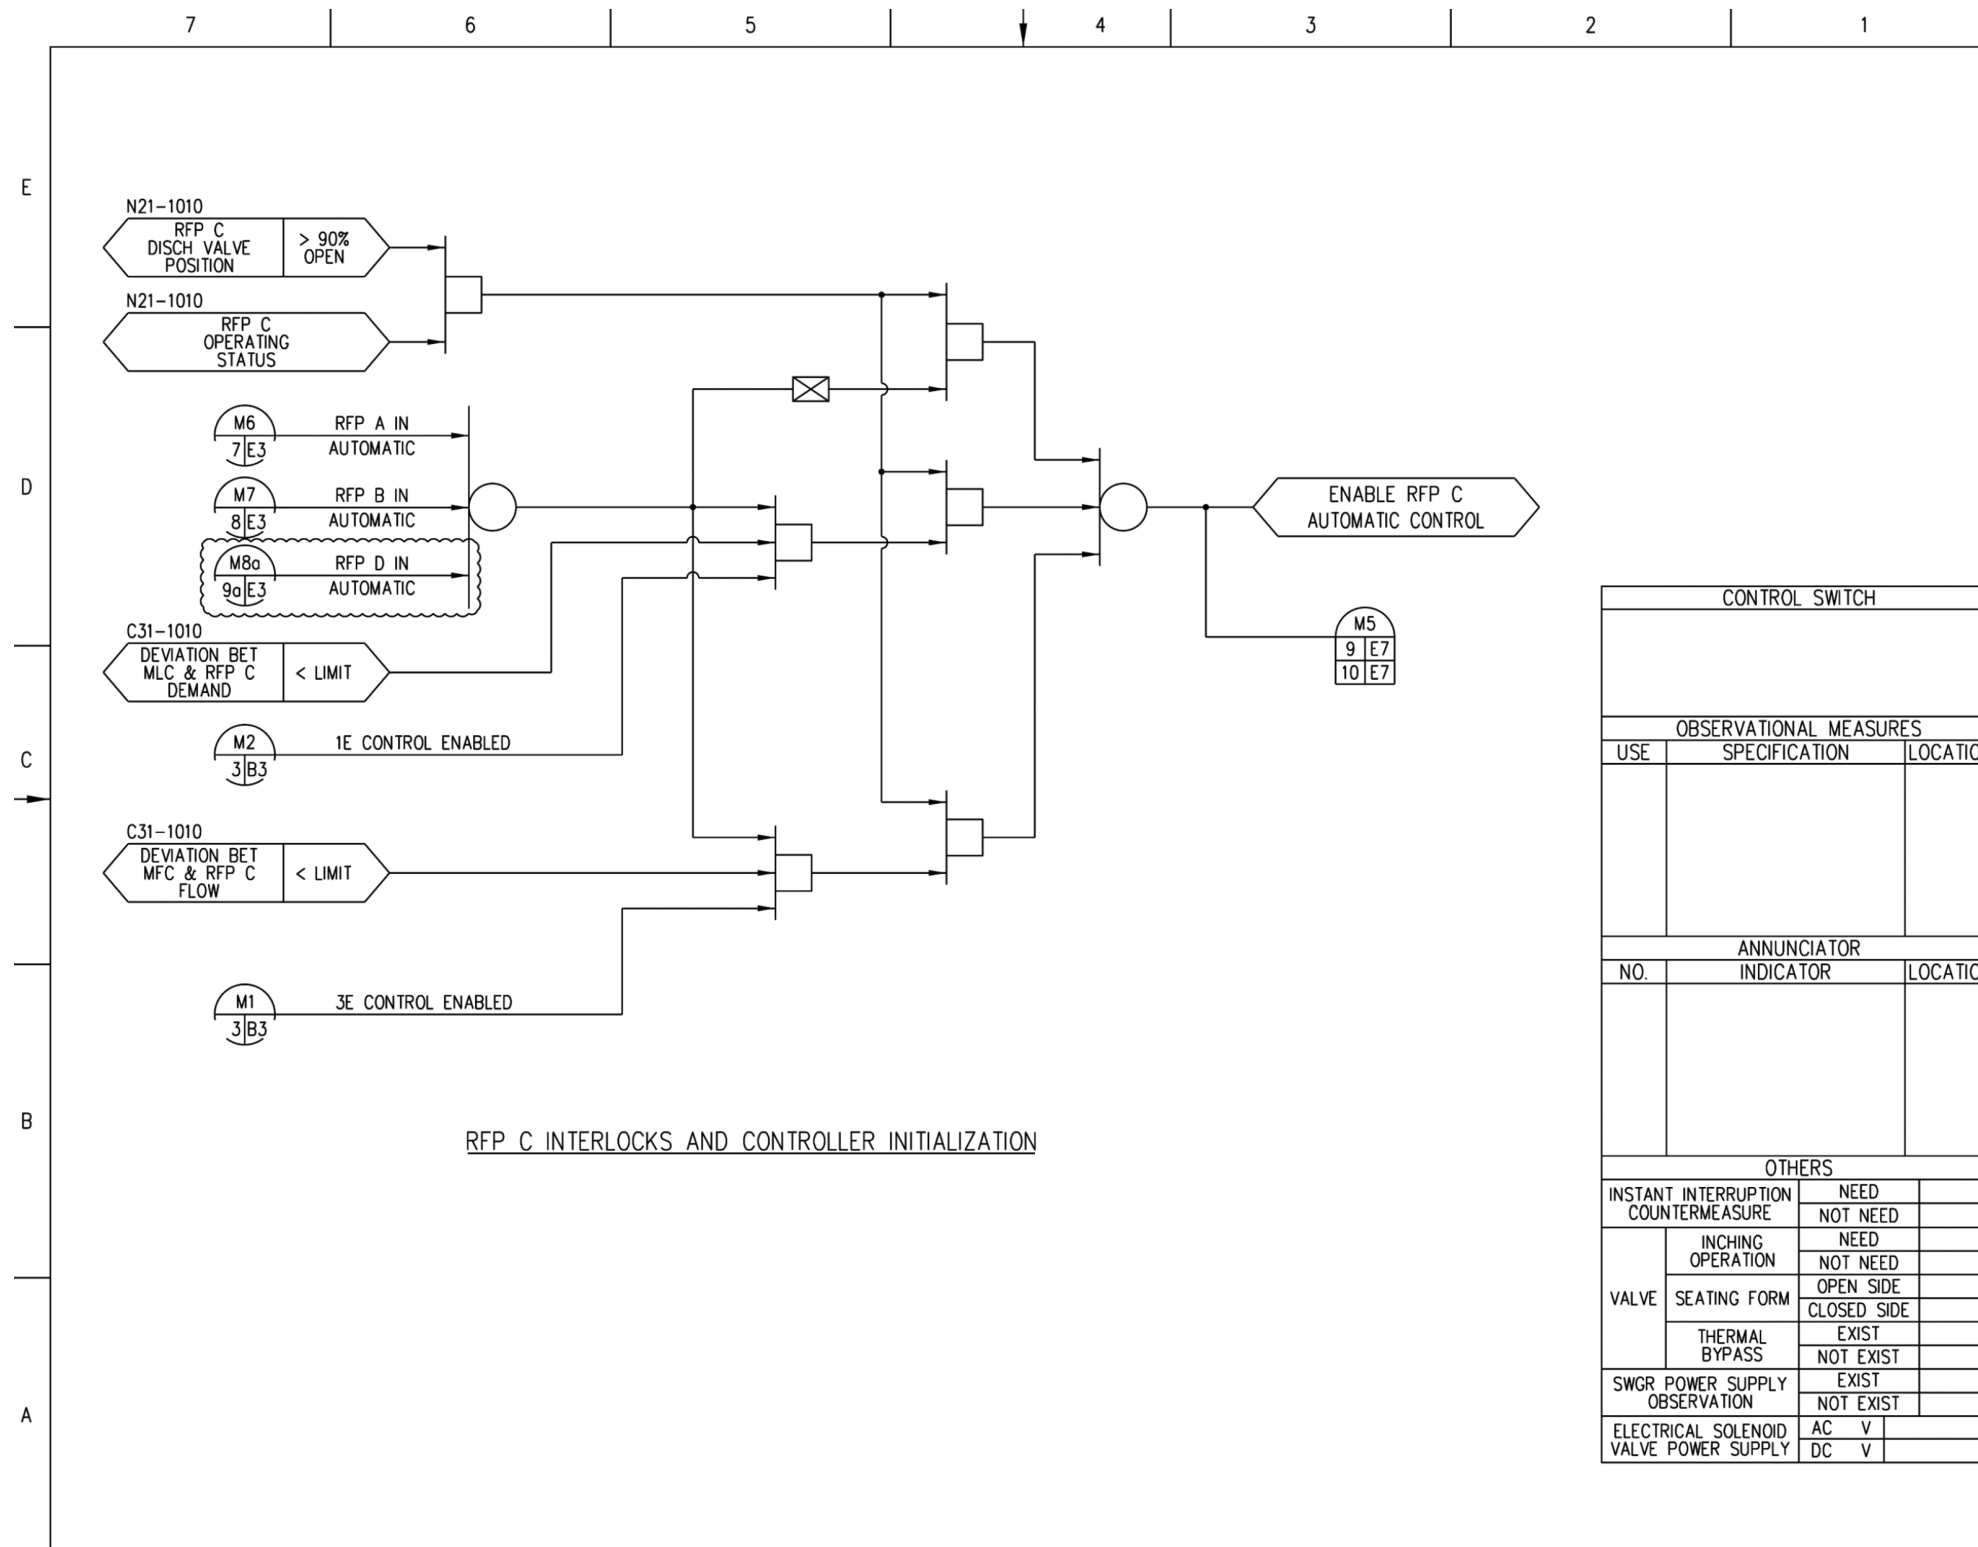 7 6 5 4 3 2 1
E
N21-1010
RFP C
DISCH VALVE
POSITION
> 90%
OPEN
N21-1010
RFP C
OPERATING
STATUS
M6
7 E3
RFP A IN
AUTOMATIC
D
M7
8 E3
RFP B IN
AUTOMATIC
M8a
9a E3
RFP D IN
AUTOMATIC
ENABLE RFP C
AUTOMATIC CONTROL
M5
9 E7
10 E7
C31-1010
DEVIATION BET
MLC & RFP C
DEMAND
< LIMIT
C
M2
3 B3
1E CONTROL ENABLED
C31-1010
DEVIATION BET
MFC & RFP C
FLOW
< LIMIT
M1
3 B3
3E CONTROL ENABLED
B
RFP C INTERLOCKS AND CONTROLLER INITIALIZATION
A
CONTROL SWITCH
OBSERVATIONAL MEASURES
USE SPECIFICATION LOCATIO
ANNUNCIATOR
NO. INDICATOR LOCATIO
OTHERS
INSTANT INTERRUPTION
COUNTERMEASURE
NEED
NOT NEED
VALVE
INCHING
OPERATION
NEED
NOT NEED
SEATING FORM
OPEN SIDE
CLOSED SIDE
THERMAL
BYPASS
EXIST
NOT EXIST
SWGR POWER SUPPLY
OBSERVATION
EXIST
NOT EXIST
ELECTRICAL SOLENOID
VALVE POWER SUPPLY
AC V
DC V